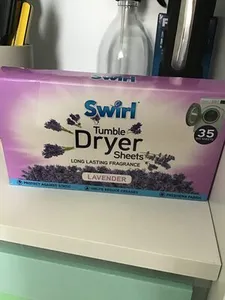 Swirl
Tumble
Dryer
Sheets
LONG LASTING FRAGRANCE
LAVENDER
35